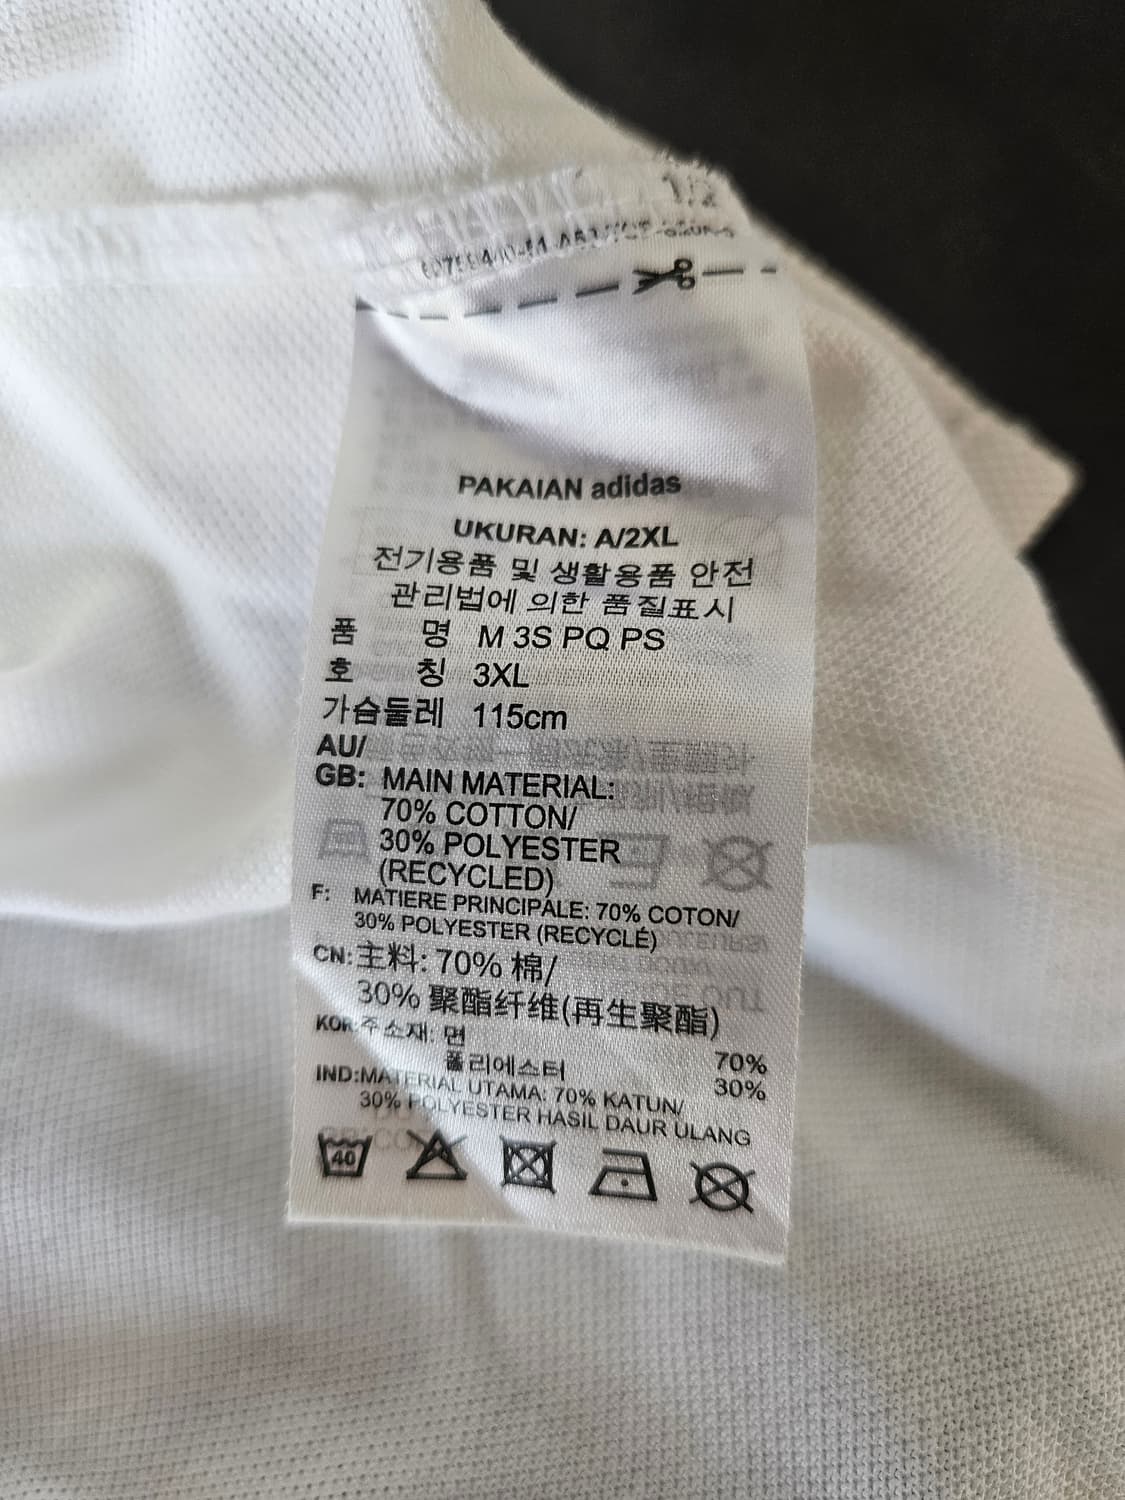 1/2
PAKAIAN adidas
UKURAN: A/2XL
전기용품 및 생활용품 안전
관리법에 의한 품질표시
품 명 M 3S PQ PS
호 칭 3XL
가슴둘레 115cm
AU/
GB: MAIN MATERIAL:
70% COTTON/
30% POLYESTER
(RECYCLED)
F: MATIERE PRINCIPALE: 70% COTON/
30% POLYESTER (RECYCLÉ)
CN: 主料: 70% 棉/
30% 聚酯纤维(再生聚酯)
KOR:주소재: 면 70%
폴리에스터 30%
IND:MATERIAL UTAMA: 70% KATUN/
30% POLYESTER HASIL DAUR ULANG
40